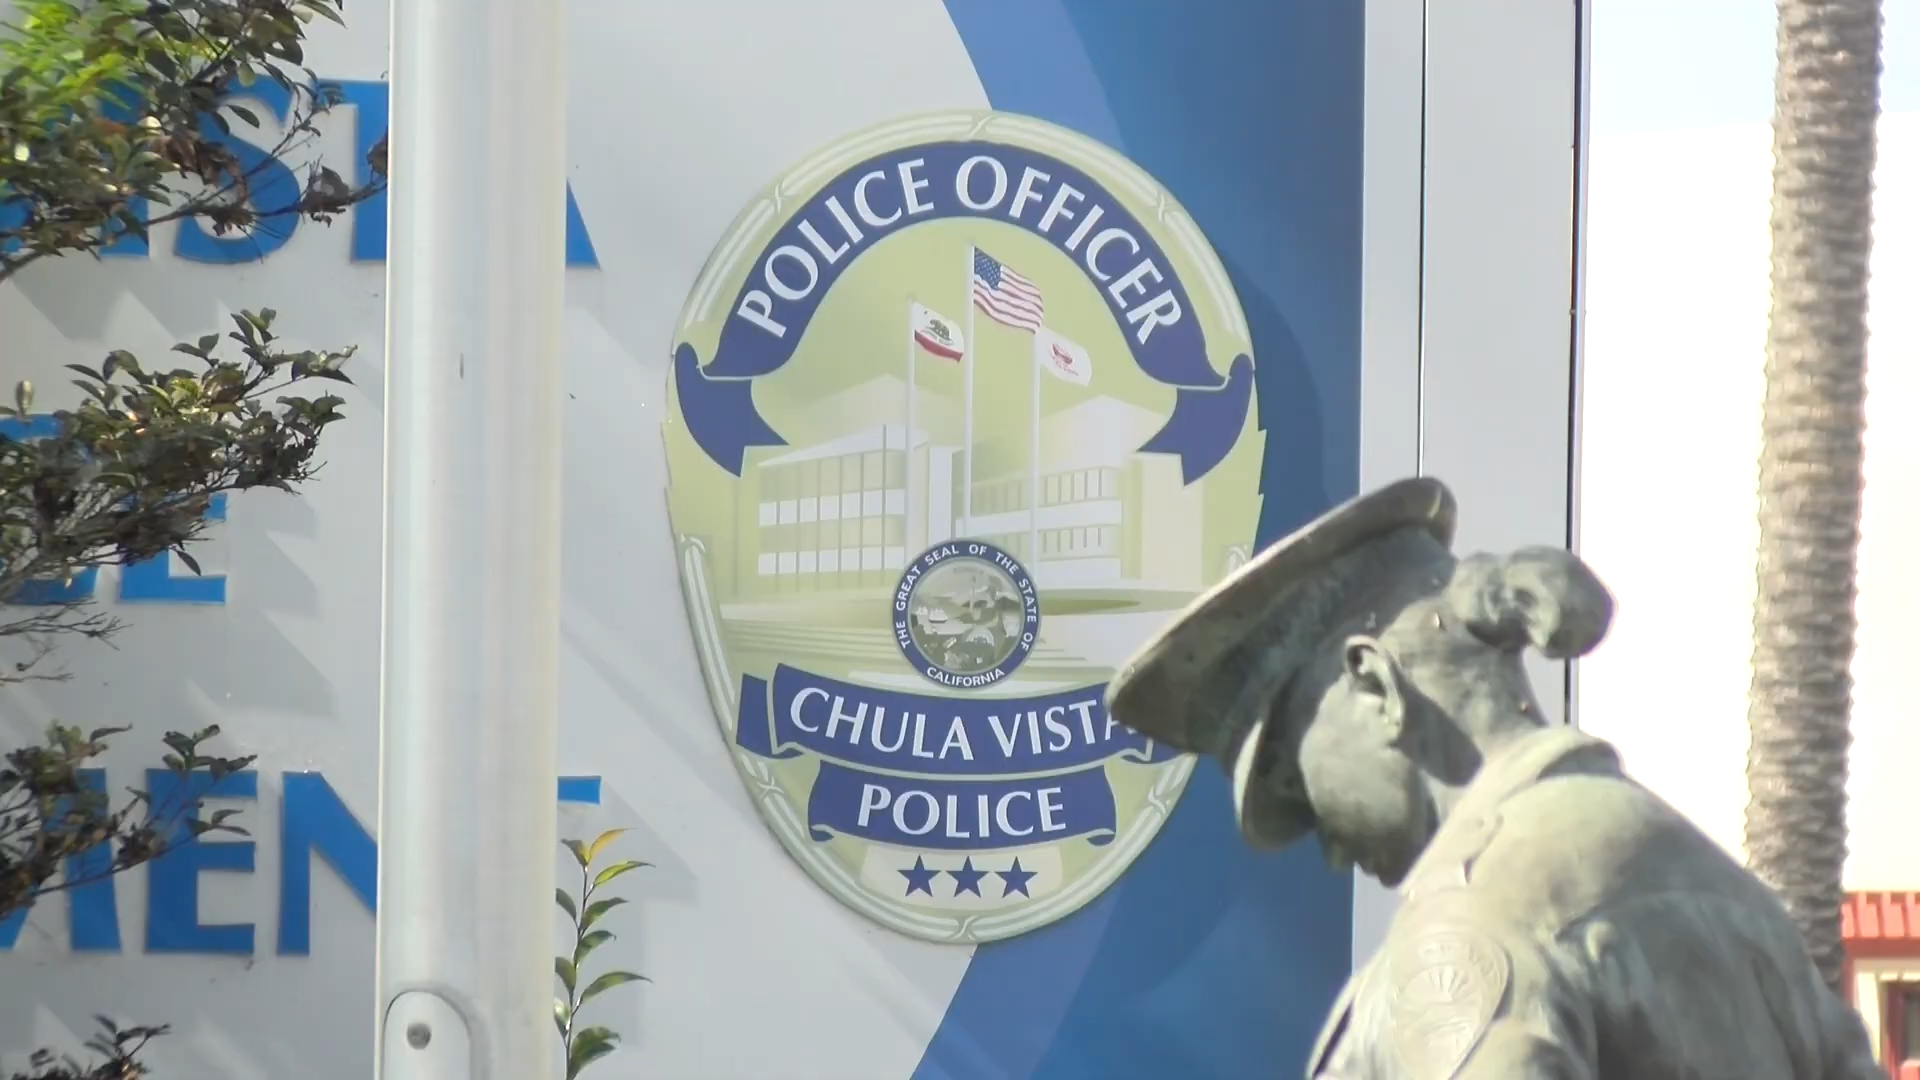 POLICE OFFICER
THE GREAT SEAL OF THE STATE OF
CALIFORNIA
CHULA VISTA
POLICE